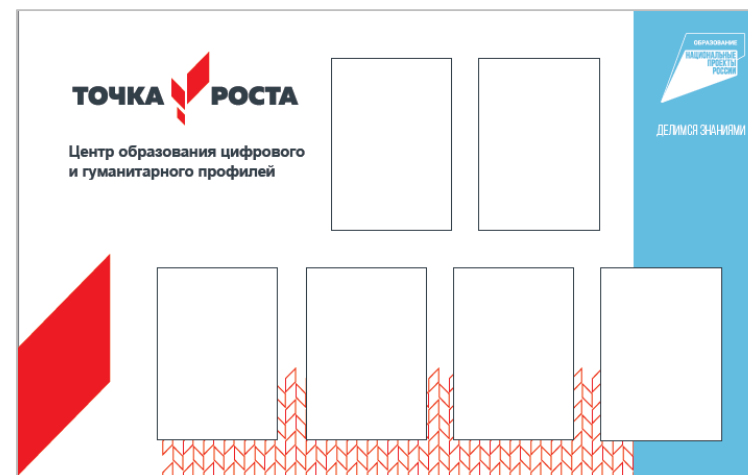 ТОЧКА РОСТА
Центр образования цифрового
и гуманитарного профилей
ОБРАЗОВАНИЕ
НАЦИОНАЛЬНЫЕ
ПРОЕКТЫ
РОССИИ
ДЕЛИМСЯ ЗНАНИЯМИ